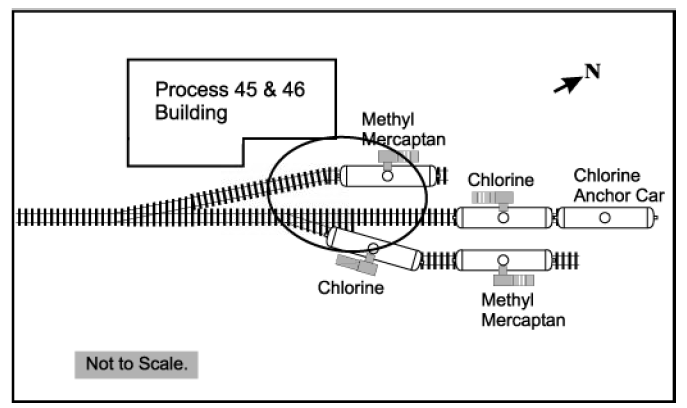 Process 45 & 46
Building
N
Methyl
Mercaptan
Chlorine
Chlorine
Anchor Car
Chlorine
Methyl
Mercaptan
Not to Scale.